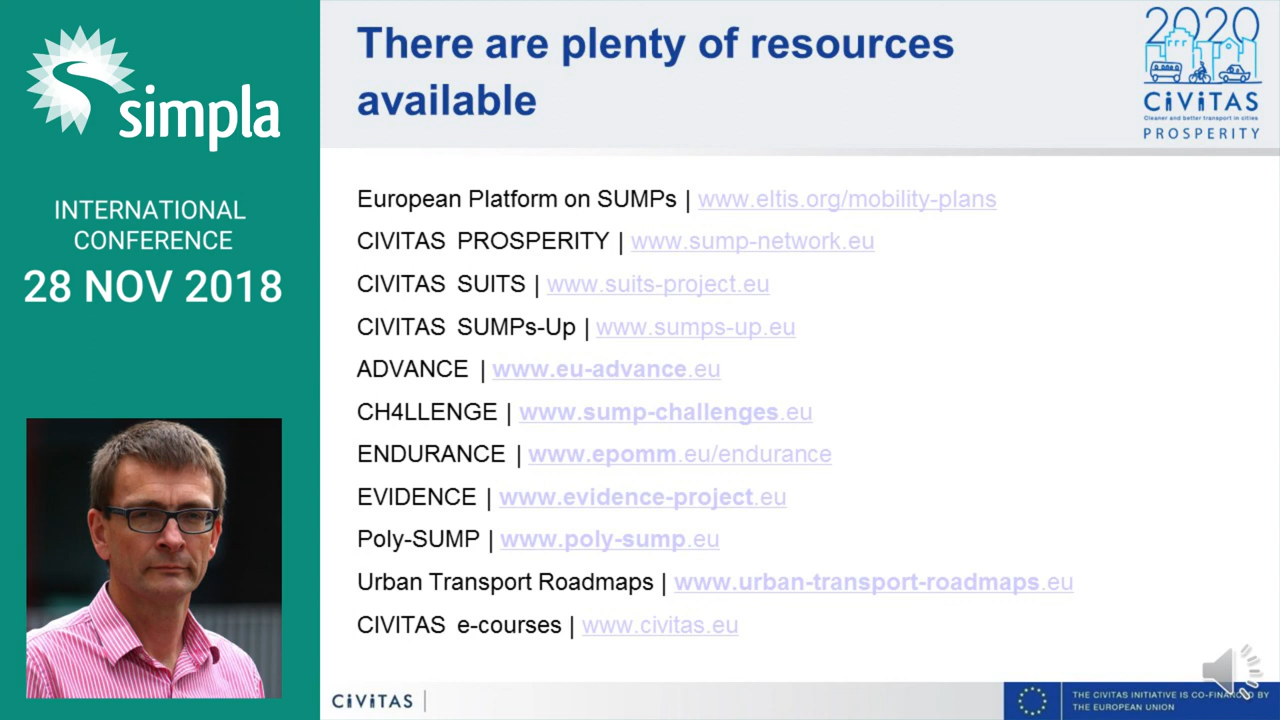 simpla
INTERNATIONAL
CONFERENCE
28 NOV 2018
There are plenty of resources
available
2020
CIVITAS
Cleaner and better transport in cities
PROSPERITY
European Platform on SUMPs | www.eltis.org/mobility-plans
CIVITAS PROSPERITY | www.sump-network.eu
CIVITAS SUITS | www.suits-project.eu
CIVITAS SUMPs-Up | www.sumps-up.eu
ADVANCE | www.eu-advance.eu
CH4LLENGE | www.sump-challenges.eu
ENDURANCE | www.epomm.eu/endurance
EVIDENCE | www.evidence-project.eu
Poly-SUMP | www.poly-sump.eu
Urban Transport Roadmaps | www.urban-transport-roadmaps.eu
CIVITAS e-courses | www.civitas.eu
CIVITAS
THE CIVITAS INITIATIVE IS CO-FINANCED BY
THE EUROPEAN UNION